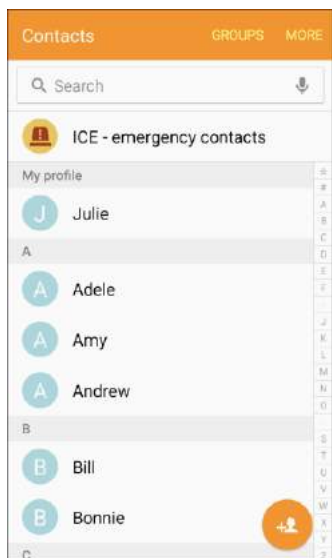 Contacts GROUPS MORE
Search
ICE - emergency contacts
My profile
J Julie
A
A Adele
A Amy
A Andrew
B
B Bill
B Bonnie
C
#
A
B
C
D
E
F
J
K
L
M
N
O
S
T
U
V
W
X
Y